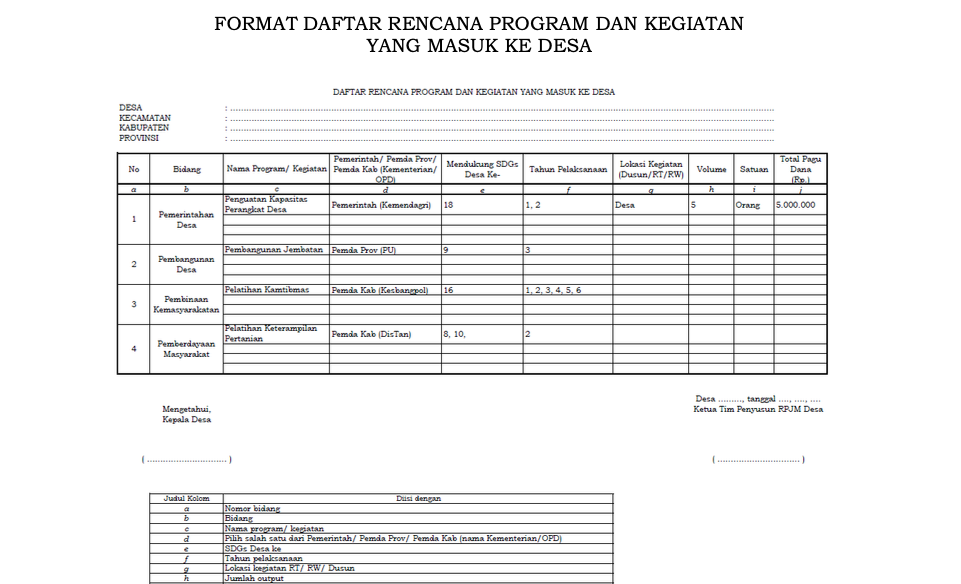 FORMAT DAFTAR RENCANA PROGRAM DAN KEGIATAN
YANG MASUK KE DESA
DAFTAR RENCANA PROGRAM DAN KEGIATAN YANG MASUK KE DESA
DESA : ........................................
KECAMATAN : ........................................
KABUPATEN : ........................................
PROVINSI : ........................................
No Bidang Nama Program/ Kegiatan Pemerintah/ Pemda Prov/ Pemda Kab (Kementerian/ OPD) Mendukung SDGs Desa Ke- Tahun Pelaksanaan Lokasi Kegiatan (Dusun/RT/RW) Volume Satuan Total Pagu Dana (Rp.)
a b c d e f g h i j
1 Pemerintahan Desa Penguatan Kapasitas Perangkat Desa Pemerintah (Kemendagri) 18 1, 2 Desa 5 Orang 5.000.000
2 Pembangunan Desa Pembangunan Jembatan Pemda Prov (PU) 9 3
3 Pembinaan Kemasyarakatan Pelatihan Kamtibmas Pemda Kab (Kesbangpol) 16 1, 2, 3, 4, 5, 6
4 Pemberdayaan Masyarakat Pelatihan Keterampilan Pertanian Pemda Kab (DisTan) 8, 10, 2
Desa ........., tanggal ...., ...., ....
Mengetahui, Ketua Tim Penyusun RPJM Desa
Kepala Desa
( .............................. ) ( .............................. )
Judul Kolom Diisi dengan
a Nomor bidang
b Bidang
c Nama program/ kegiatan
d Pilih salah satu dari Pemerintah/ Pemda Prov/ Pemda Kab (nama Kementerian/OPD)
e SDGs Desa ke
f Tahun pelaksanaan
g Lokasi kegiatan RT/ RW/ Dusun
h Jumlah output